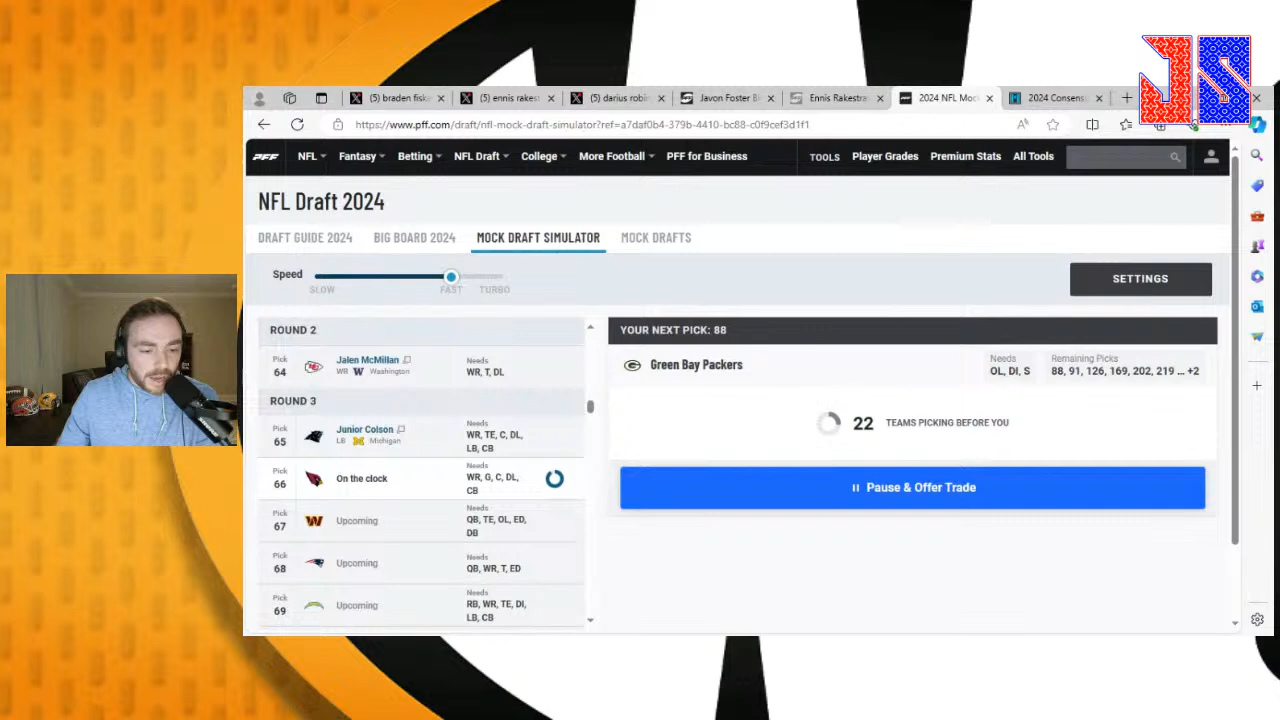 JS
(5) braden fiske
(5) ennis rakest
(5) darius robin
Javon Foster B
Ennis Rakestra
2024 NFL Moc
2024 Consens
https://www.pff.com/draft/nfl-mock-draft-simulator?ref=a7daf0b4-379b-4410-bc88-c0f9cef3d1f1
PFF
NFL
Fantasy
Betting
NFL Draft
College
More Football
PFF for Business
TOOLS
Player Grades
Premium Stats
All Tools
NFL Draft 2024
DRAFT GUIDE 2024
BIG BOARD 2024
MOCK DRAFT SIMULATOR
MOCK DRAFTS
Speed
SLOW
FAST
TURBO
SETTINGS
ROUND 2
Pick
64
Jalen McMillan
WR W Washington
Needs
WR, T, DL
ROUND 3
Pick
65
Junior Colson
LB M Michigan
Needs
WR, TE, C, DL,
LB, CB
Pick
66
On the clock
Needs
WR, G, C, DL,
CB
Pick
67
W
Upcoming
Needs
QB, TE, OL, ED,
DB
Pick
68
Upcoming
Needs
QB, WR, T, ED
Pick
69
Upcoming
Needs
RB, WR, TE, DI,
LB, CB
YOUR NEXT PICK: 88
G
Green Bay Packers
Needs
OL, DI, S
Remaining Picks
88, 91, 126, 169, 202, 219 ... +2
22
TEAMS PICKING BEFORE YOU
Pause & Offer Trade